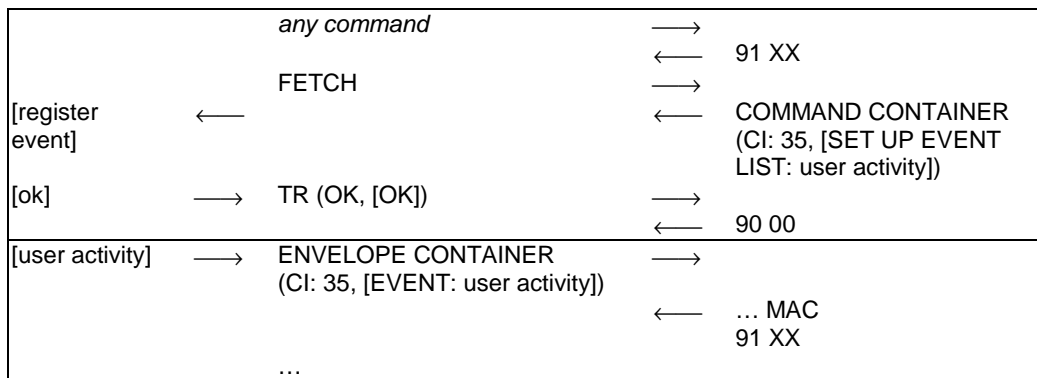 any command ⟶
⟵ 91 XX
FETCH ⟶
[register ⟵ ⟵ COMMAND CONTAINER
event] (CI: 35, [SET UP EVENT
LIST: user activity])
[ok] ⟶ TR (OK, [OK]) ⟶
⟵ 90 00
[user activity] ⟶ ENVELOPE CONTAINER ⟶
(CI: 35, [EVENT: user activity])
⟵ … MAC
91 XX
…